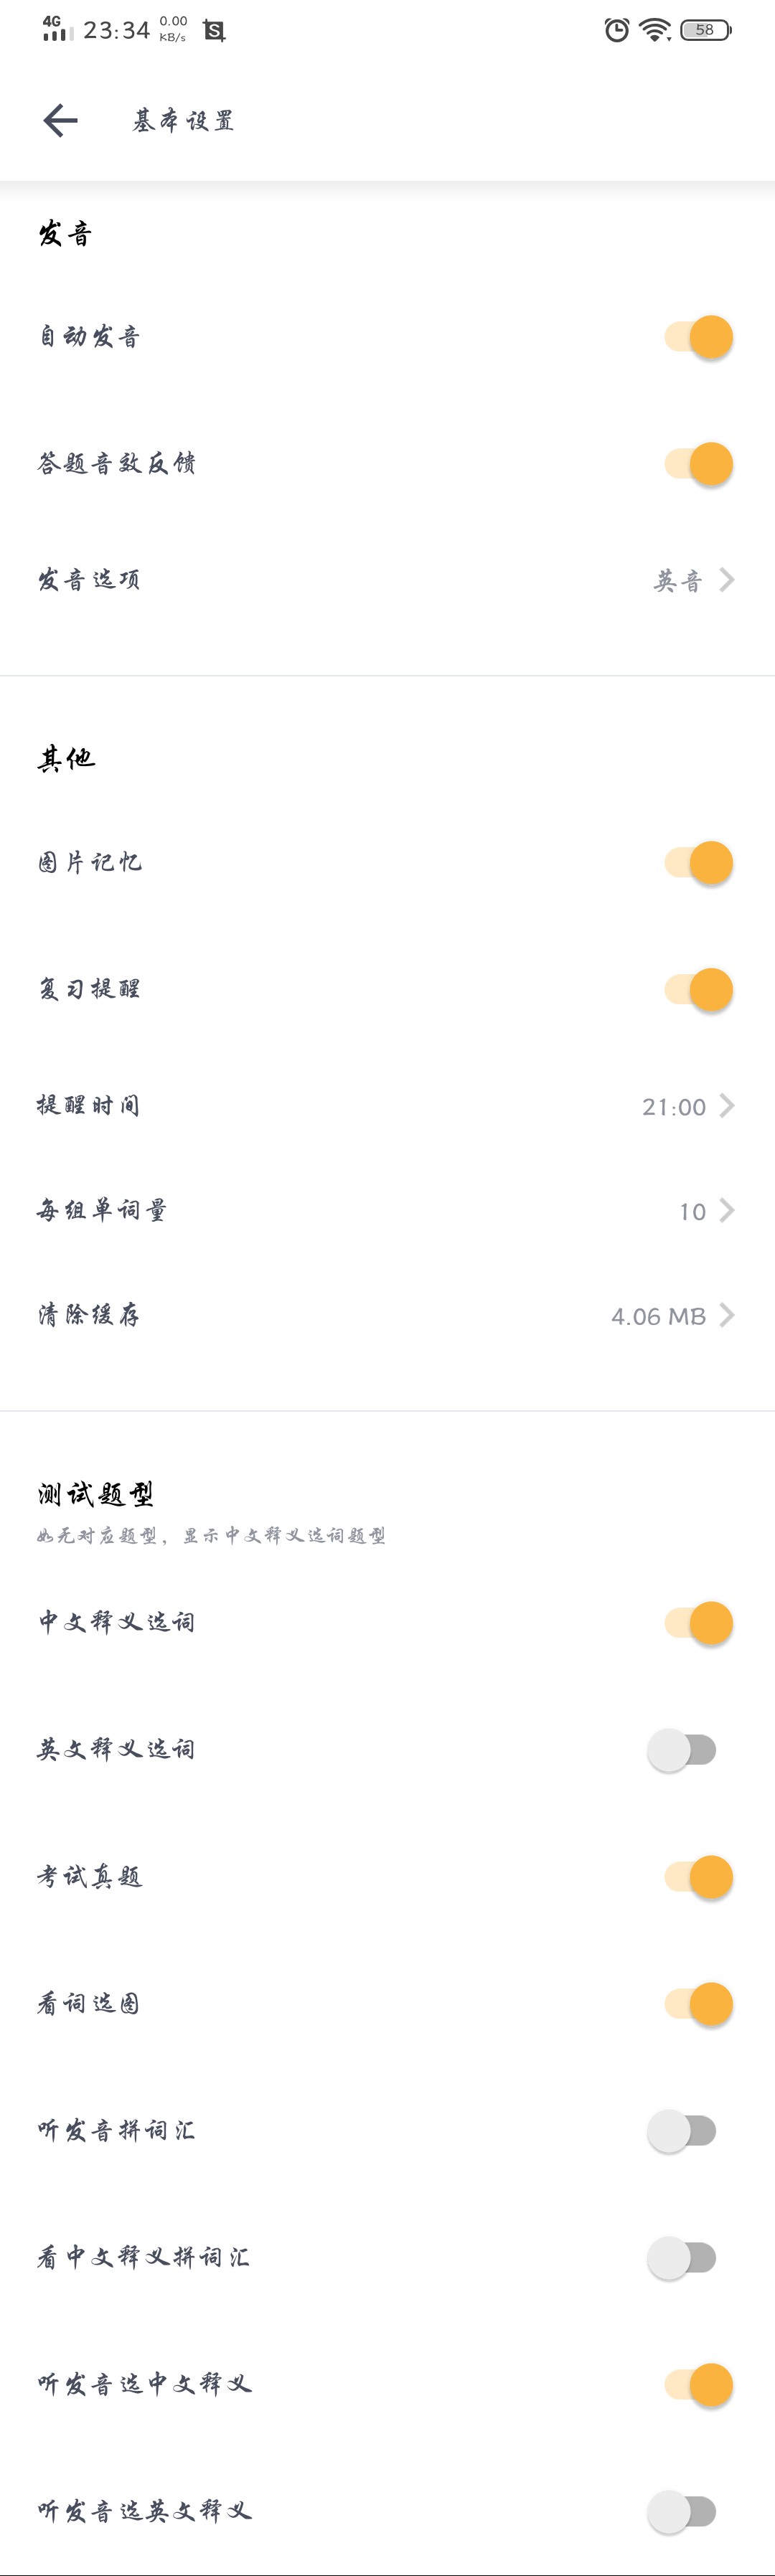 4G 23:34 0.00 KB/s S 58
基本设置
发音
自动发音
答题音效反馈
发音选项 英音
其他
图片记忆
复习提醒
提醒时间 21:00
每组单词量 10
清除缓存 4.06 MB
测试题型
如无对应题型，显示中文释义选词题型
中文释义选词
英文释义选词
考试真题
看词选图
听发音拼词汇
看中文释义拼词汇
听发音选中文释义
听发音选英文释义